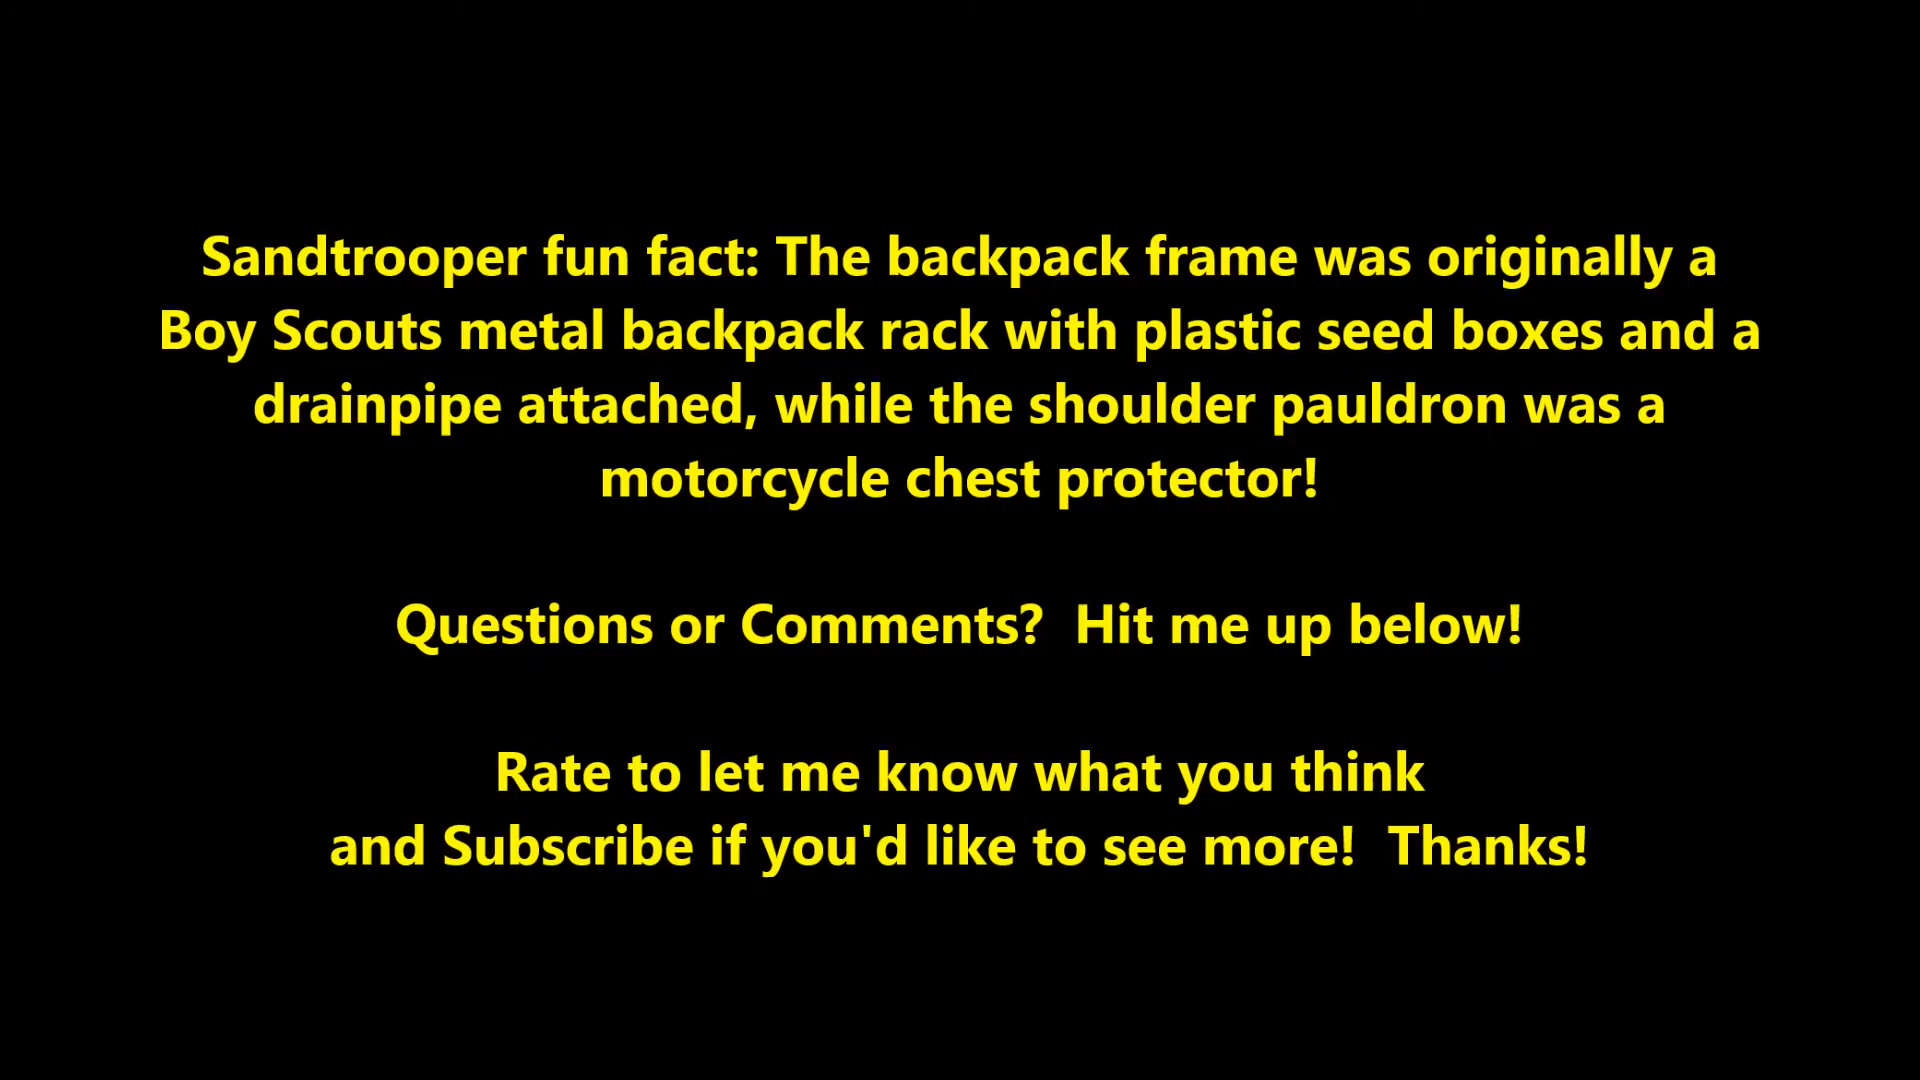 Sandtrooper fun fact: The backpack frame was originally a
Boy Scouts metal backpack rack with plastic seed boxes and a
drainpipe attached, while the shoulder pauldron was a
motorcycle chest protector!
Questions or Comments?  Hit me up below!
Rate to let me know what you think
and Subscribe if you'd like to see more!  Thanks!